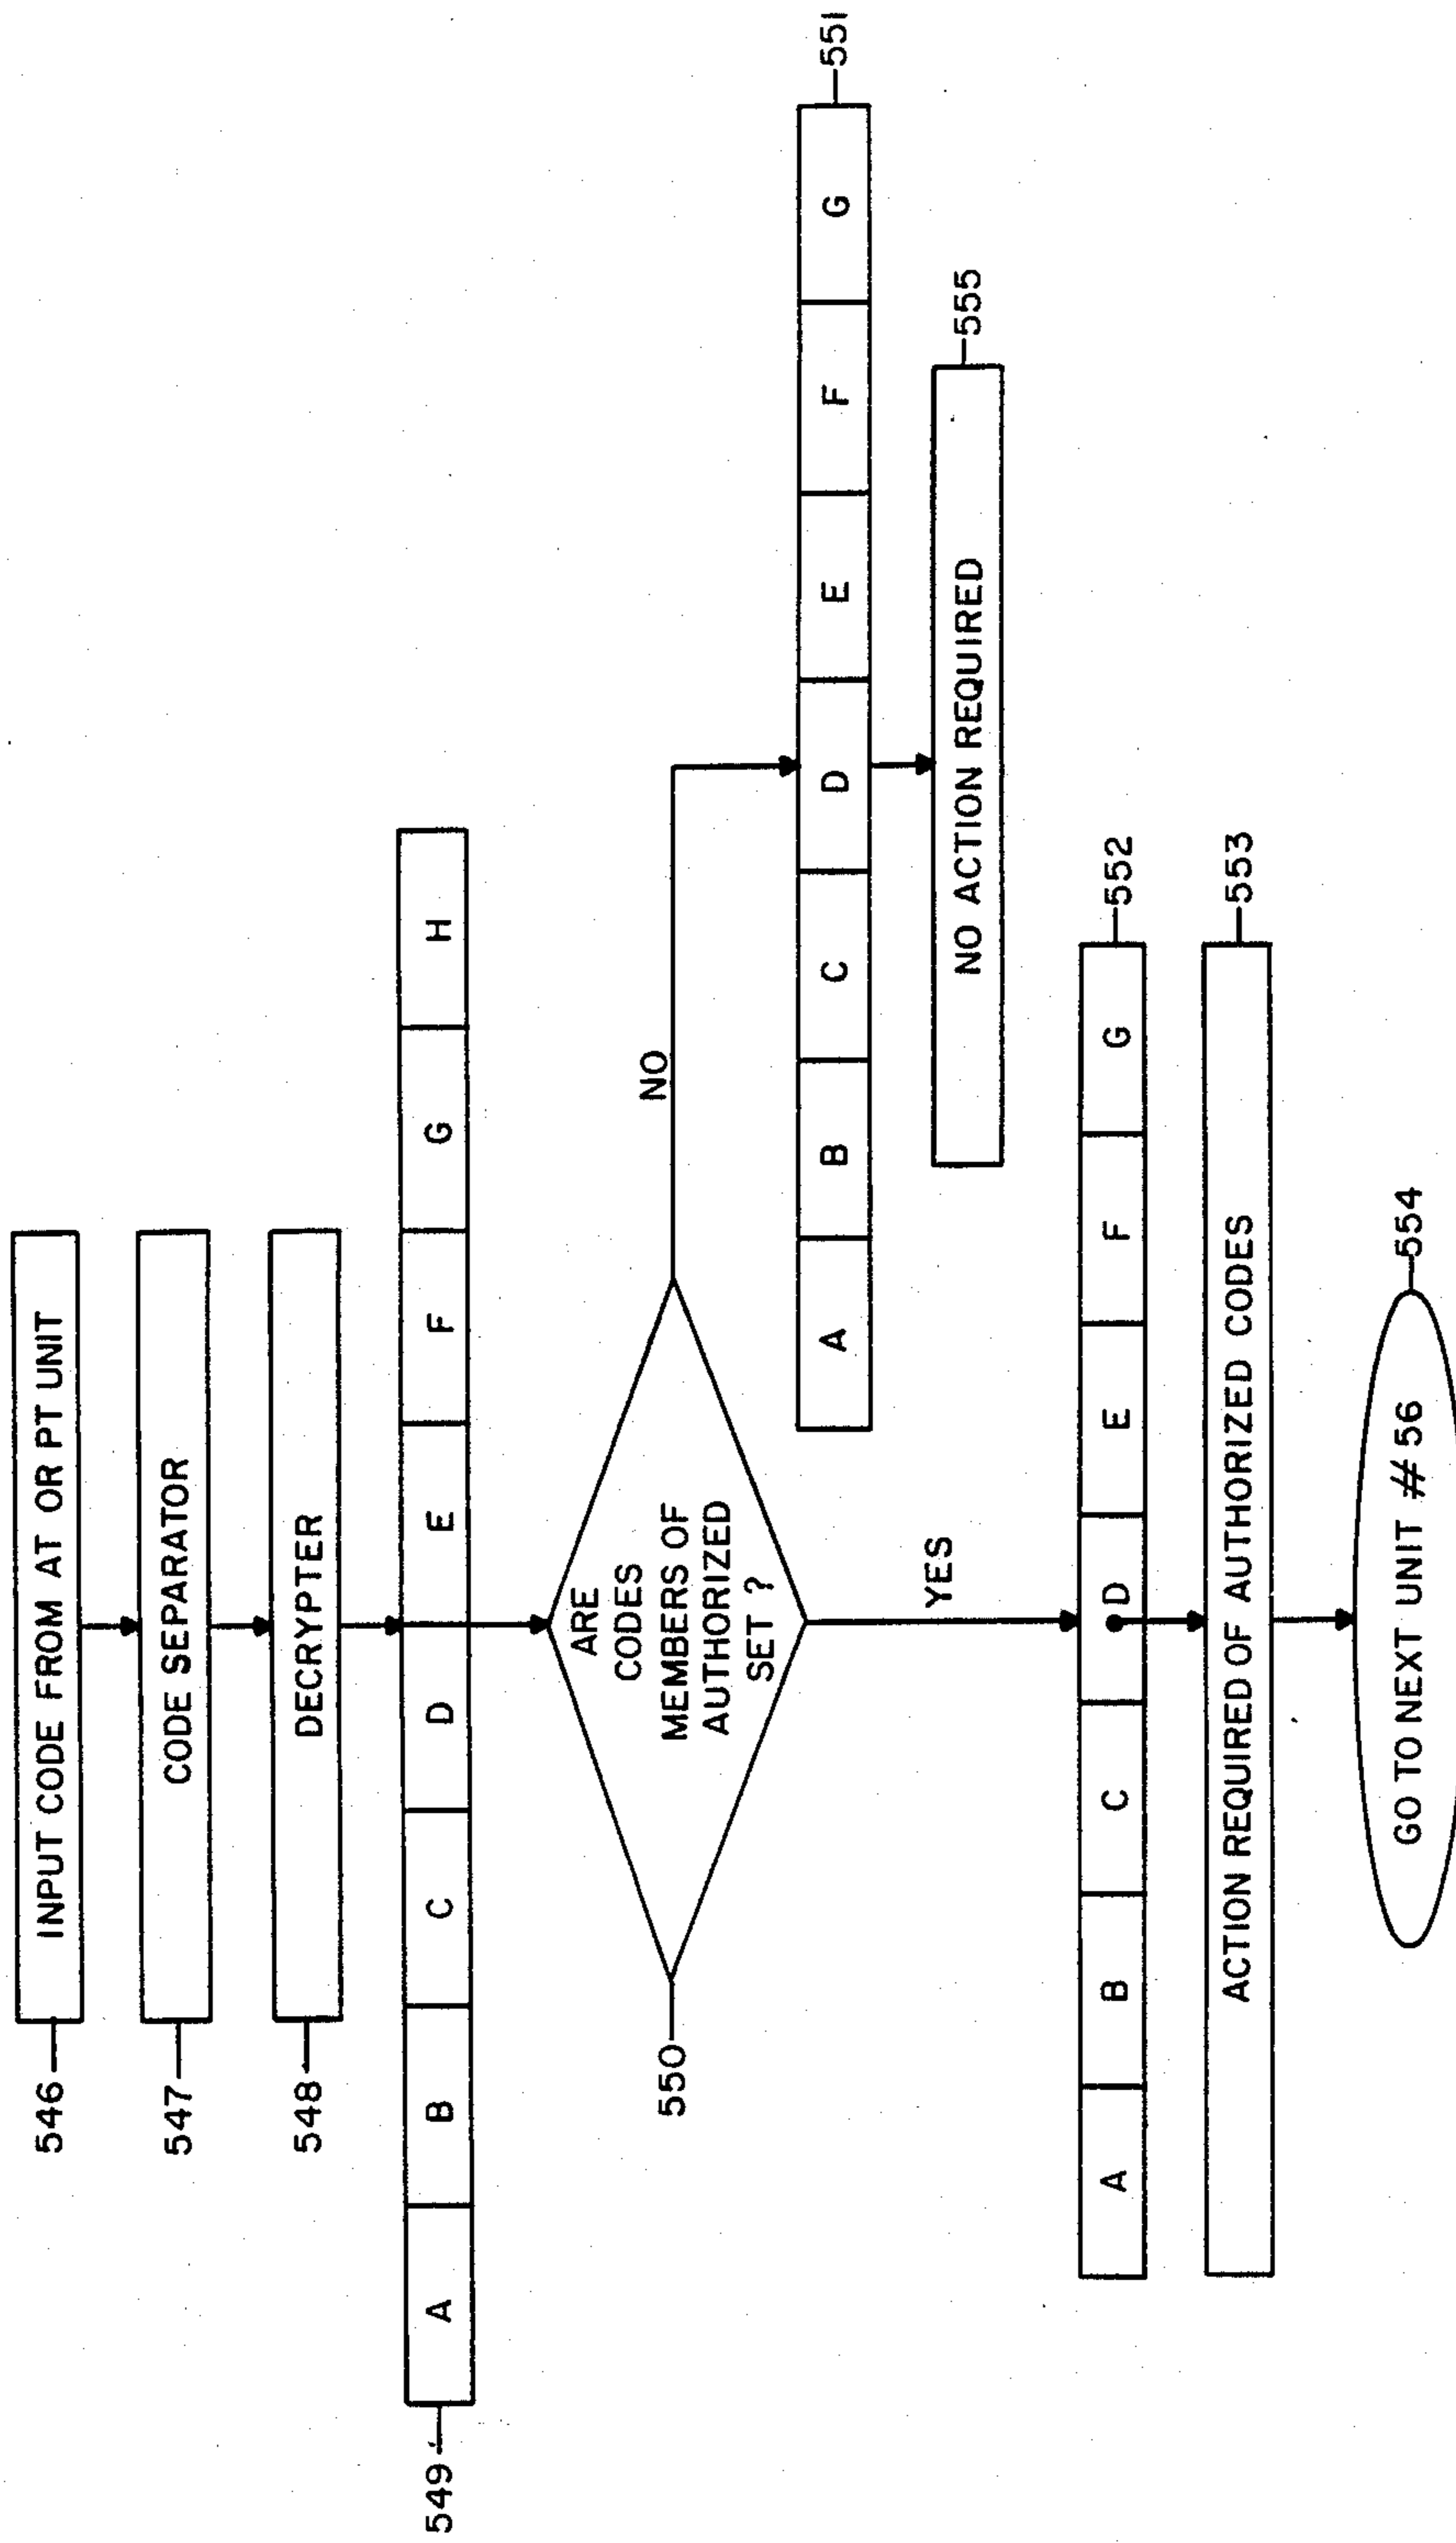 546
INPUT CODE FROM AT OR PT UNIT
547
CODE SEPARATOR
548
DECRYPTER
549
A B C D E F G H
550
ARE
CODES
MEMBERS OF
AUTHORIZED
SET ?
NO
A B C D E F G
551
NO ACTION REQUIRED
555
YES
A B C D E F G
552
ACTION REQUIRED OF AUTHORIZED CODES
553
GO TO NEXT UNIT # 56
554